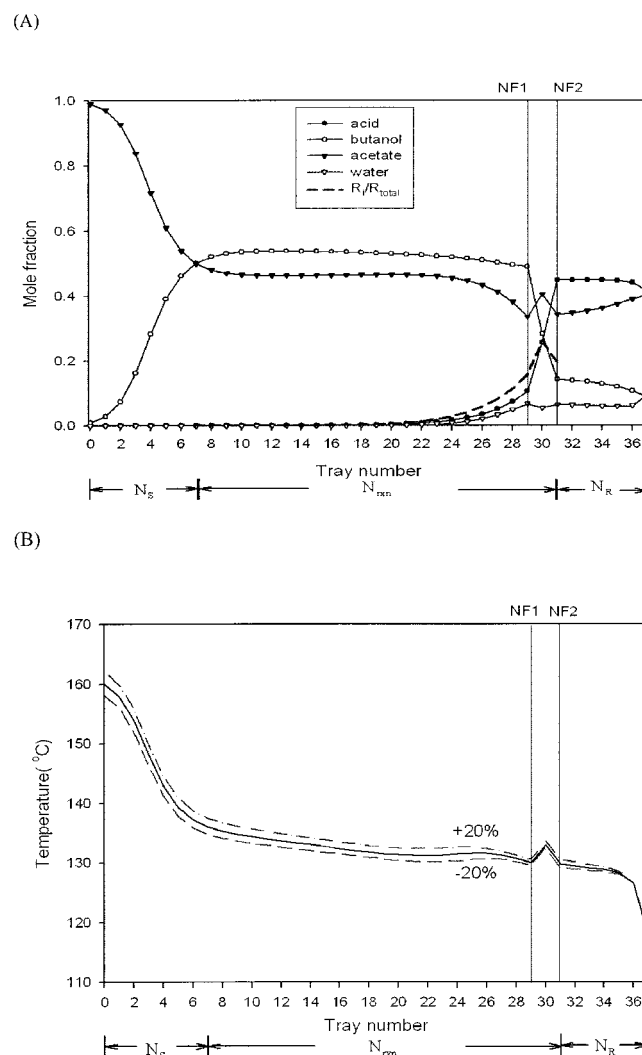 (A)
NF1 NF2
1.0
0.8
0.6
0.4
0.2
0.0
Mole fraction
acid
butanol
acetate
water
Ri/Rtotal
0 2 4 6 8 10 12 14 16 18 20 22 24 26 28 30 32 34 36
Tray number
NS Nrxn NR
(B)
NF1 NF2
170
160
150
140
130
120
110
Temperature( °C)
+20%
-20%
0 2 4 6 8 10 12 14 16 18 20 22 24 26 28 30 32 34 36
Tray number
NS Nrxn NR